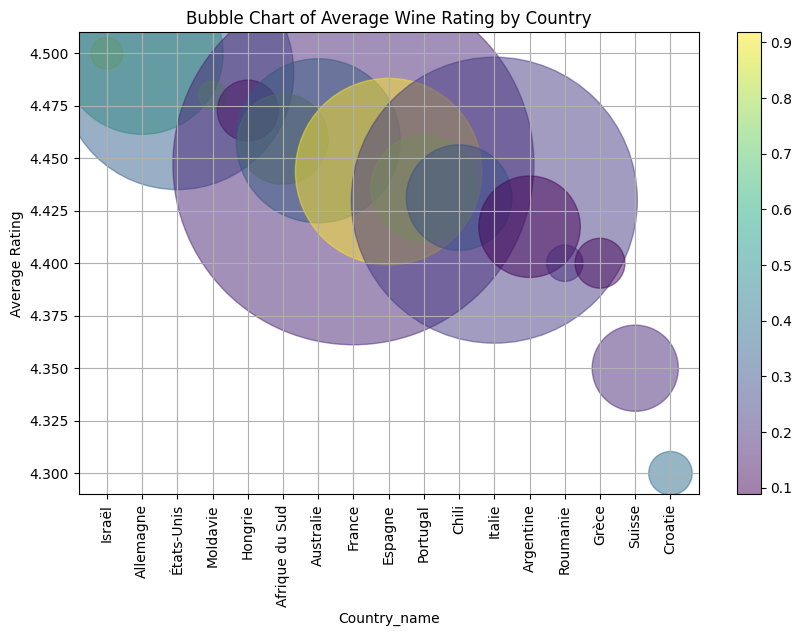 Bubble Chart of Average Wine Rating by Country
4.500
4.475
4.450
4.425
4.400
4.375
4.350
4.325
4.300
Average Rating
Israël
Allemagne
États-Unis
Moldavie
Hongrie
Afrique du Sud
Australie
France
Espagne
Portugal
Chili
Italie
Argentine
Roumanie
Grèce
Suisse
Croatie
Country_name
0.9
0.8
0.7
0.6
0.5
0.4
0.3
0.2
0.1